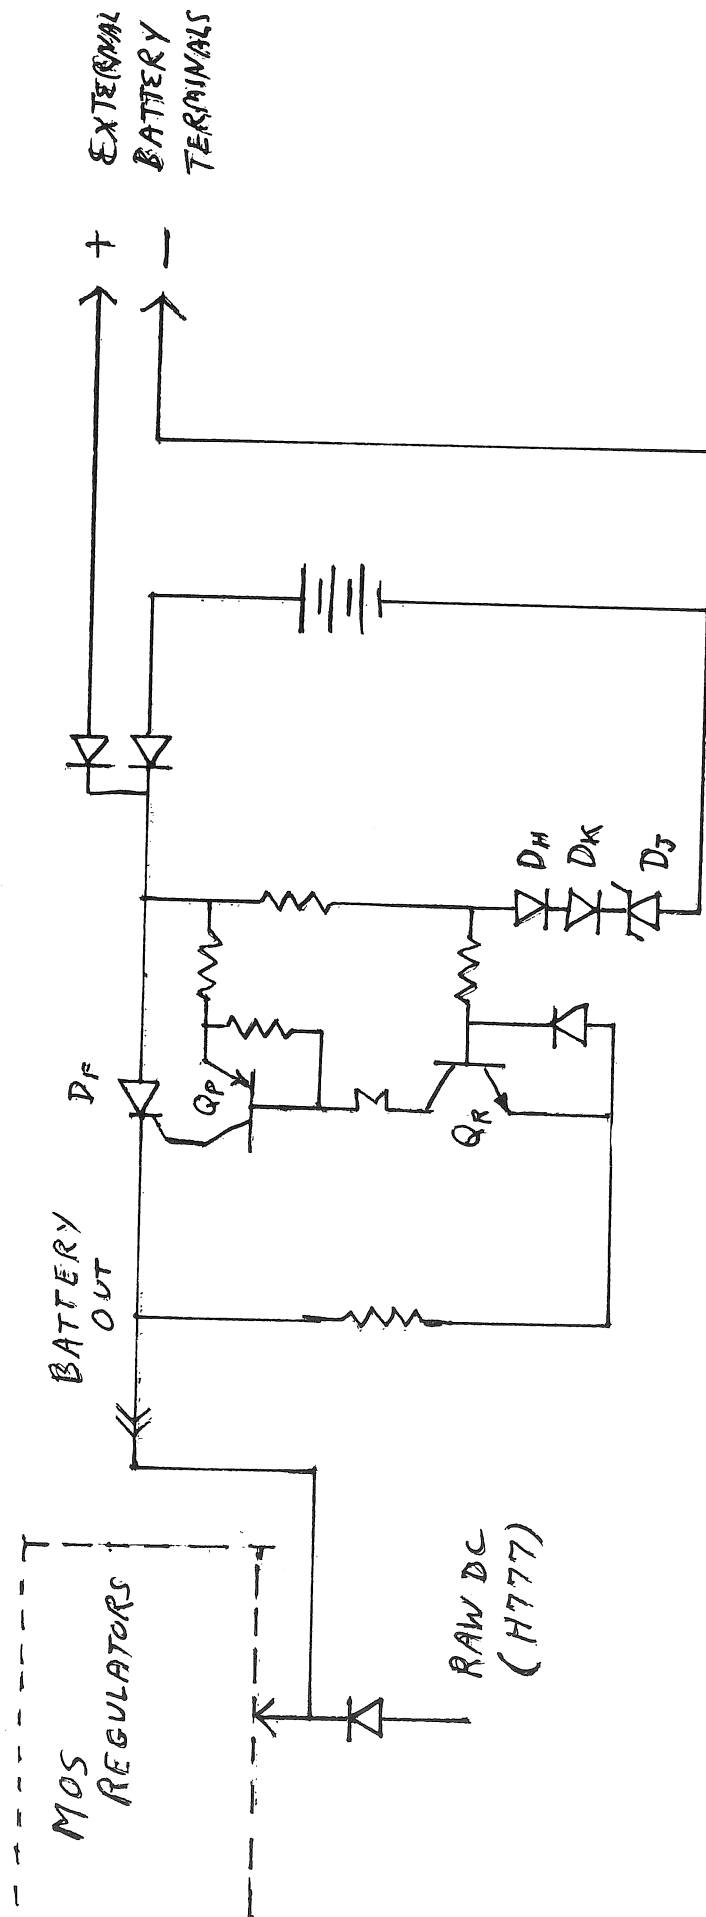 EXTERNAL
BATTERY
TERMINALS
+
−
DF
QP
QR
DH
DK
DJ
BATTERY
OUT
MOS
REGULATORS
RAW DC
(H777)